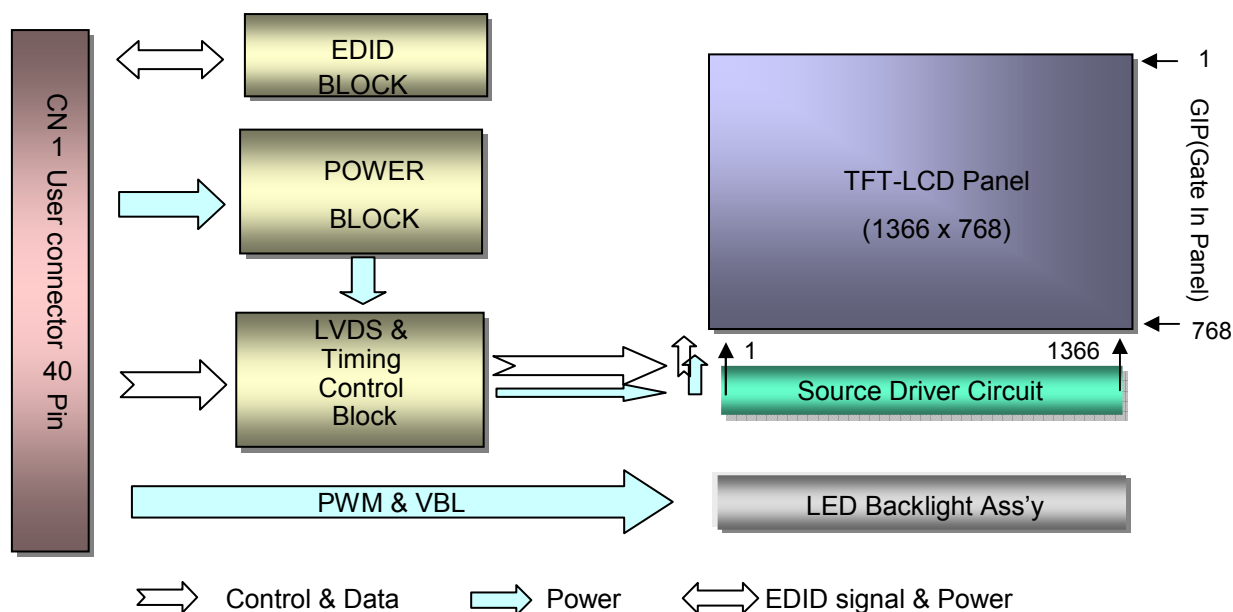 CN 1 User connector 40 Pin
EDID
BLOCK
POWER
BLOCK
LVDS &
Timing
Control
Block
PWM & VBL
TFT-LCD Panel
(1366 x 768)
1
GIP(Gate In Panel)
768
1
1366
Source Driver Circuit
LED Backlight Ass’y
Control & Data
Power
EDID signal & Power